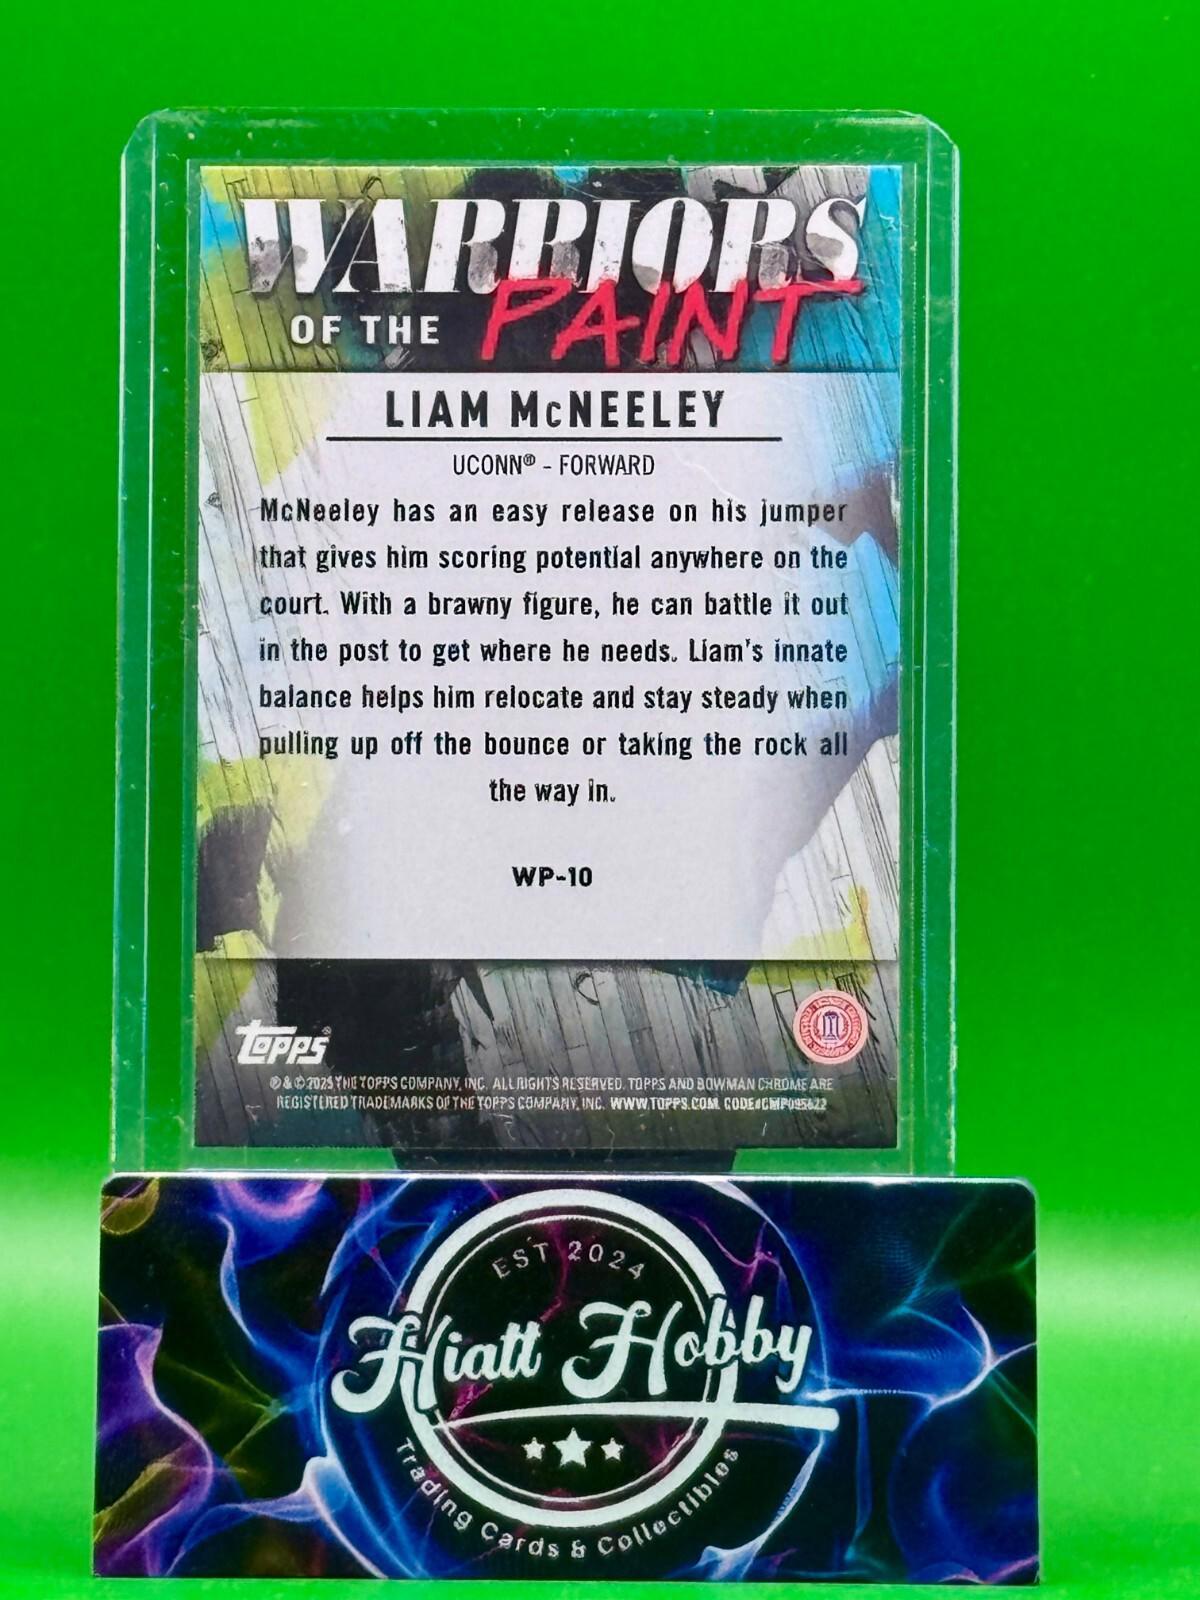 WARRIORS
OF THE PAINT
LIAM McNEELEY
UCONN® - FORWARD
McNeeley has an easy release on his jumper
that gives him scoring potential anywhere on the
court. With a brawny figure, he can battle it out
in the post to get where he needs. Liam's innate
balance helps him relocate and stay steady when
pulling up off the bounce or taking the rock all
the way in.
WP-10
topps®
® & © 2025 THE TOPPS COMPANY, INC. ALL RIGHTS RESERVED. TOPPS AND BOWMAN CHROME ARE
REGISTERED TRADEMARKS OF THE TOPPS COMPANY, INC. WWW.TOPPS.COM. CODE#CMP095622
EST 2024
Hiatt Hobby
Trading Cards & Collectibles